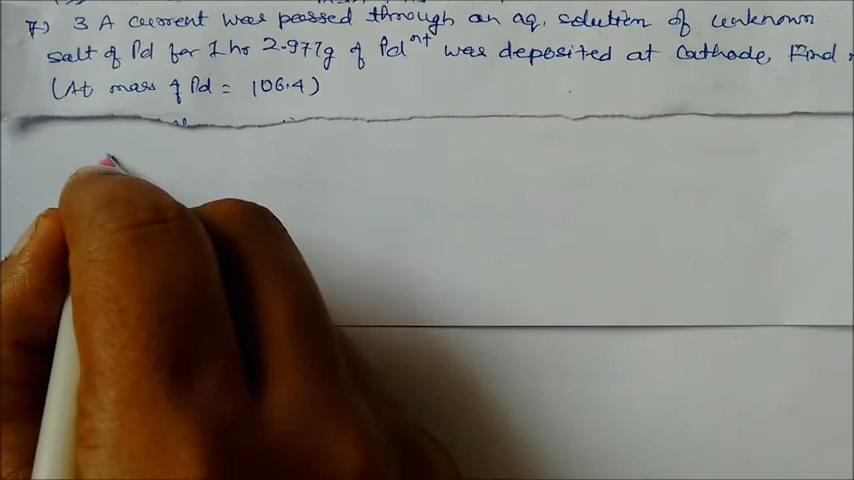 7) 3 A current was passed through an aq. solution of unknown
salt of Pd for 1 hr 2.977g of Pdⁿ⁺ was deposited at cathode, Find
(At mass of Pd = 106.4)